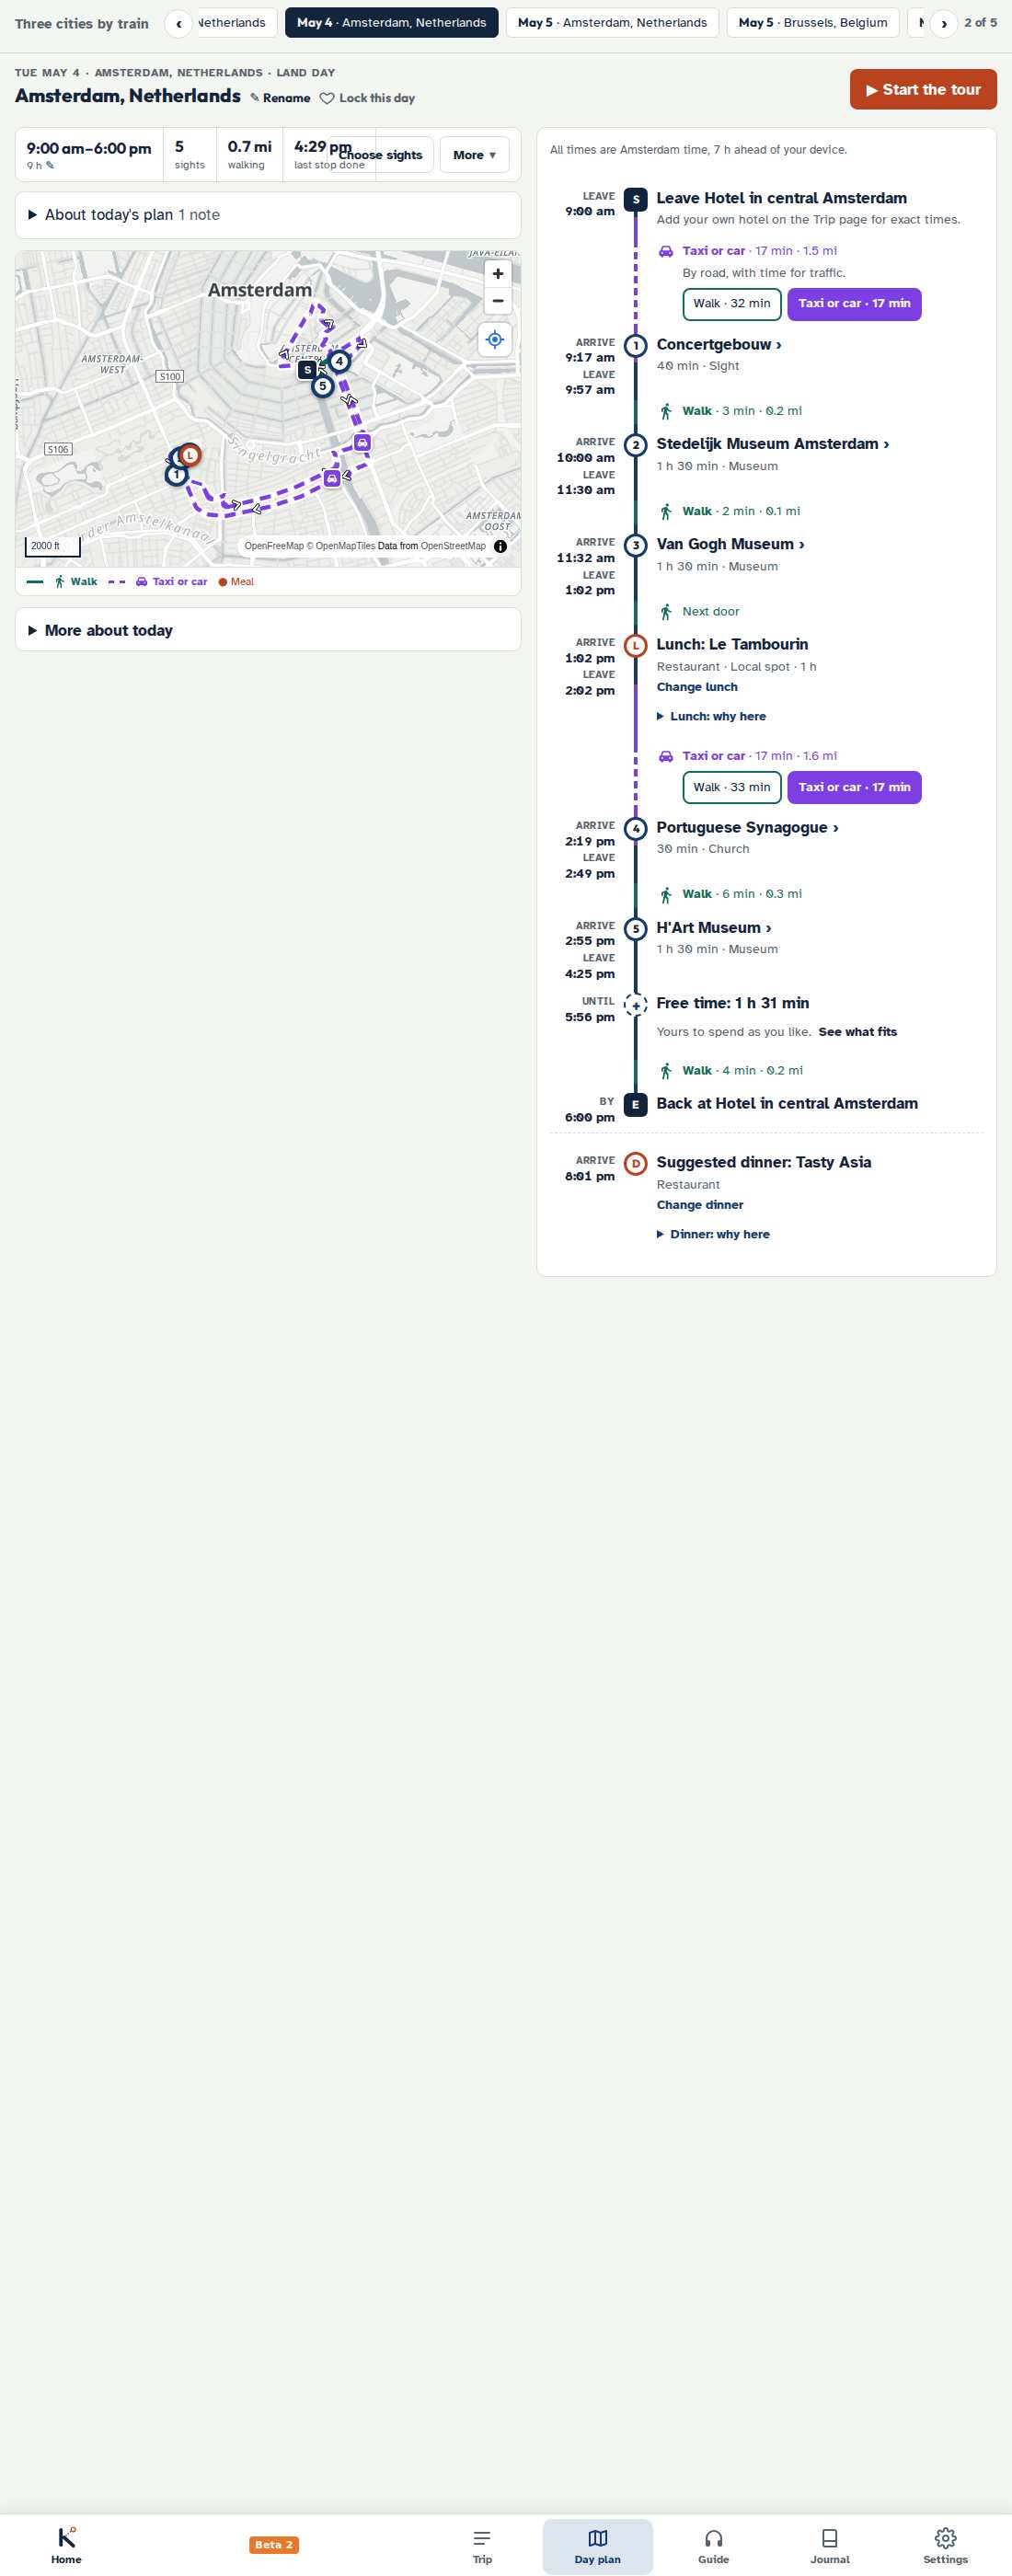 Three cities by train
‹
Netherlands
May 4 · Amsterdam, Netherlands
May 5 · Amsterdam, Netherlands
May 5 · Brussels, Belgium
›
2 of 5
TUE MAY 4 · AMSTERDAM, NETHERLANDS · LAND DAY
Amsterdam, Netherlands
✎ Rename
Lock this day
▶ Start the tour
9:00 am–6:00 pm
9 h ✎
5
sights
0.7 mi
walking
4:29 pm
last stop done
Choose sights
More ▾
▶ About today's plan 1 note
Amsterdam
AMSTERDAM-
WEST
S100
S106
Singelgracht
der Amstelkanaal
AMSTERDAM
OOST
S
4
5
L
1
+
−
2000 ft
OpenFreeMap © OpenMapTiles Data from OpenStreetMap
Walk
Taxi or car
Meal
▶ More about today
All times are Amsterdam time, 7 h ahead of your device.
LEAVE
9:00 am
S
Leave Hotel in central Amsterdam
Add your own hotel on the Trip page for exact times.
Taxi or car · 17 min · 1.5 mi
By road, with time for traffic.
Walk · 32 min
Taxi or car · 17 min
ARRIVE
9:17 am
LEAVE
9:57 am
1
Concertgebouw ›
40 min · Sight
Walk · 3 min · 0.2 mi
ARRIVE
10:00 am
LEAVE
11:30 am
2
Stedelijk Museum Amsterdam ›
1 h 30 min · Museum
Walk · 2 min · 0.1 mi
ARRIVE
11:32 am
LEAVE
1:02 pm
3
Van Gogh Museum ›
1 h 30 min · Museum
Next door
ARRIVE
1:02 pm
LEAVE
2:02 pm
L
Lunch: Le Tambourin
Restaurant · Local spot · 1 h
Change lunch
▶ Lunch: why here
Taxi or car · 17 min · 1.6 mi
Walk · 33 min
Taxi or car · 17 min
ARRIVE
2:19 pm
LEAVE
2:49 pm
4
Portuguese Synagogue ›
30 min · Church
Walk · 6 min · 0.3 mi
ARRIVE
2:55 pm
LEAVE
4:25 pm
5
H'Art Museum ›
1 h 30 min · Museum
UNTIL
5:56 pm
+
Free time: 1 h 31 min
Yours to spend as you like. See what fits
Walk · 4 min · 0.2 mi
BY
6:00 pm
E
Back at Hotel in central Amsterdam
ARRIVE
8:01 pm
D
Suggested dinner: Tasty Asia
Restaurant
Change dinner
▶ Dinner: why here
Home
Beta 2
Trip
Day plan
Guide
Journal
Settings